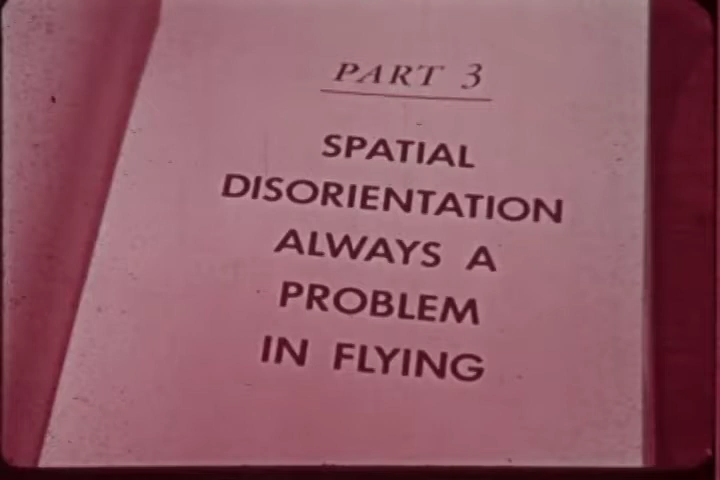 PART 3
SPATIAL
DISORIENTATION
ALWAYS A
PROBLEM
IN FLYING